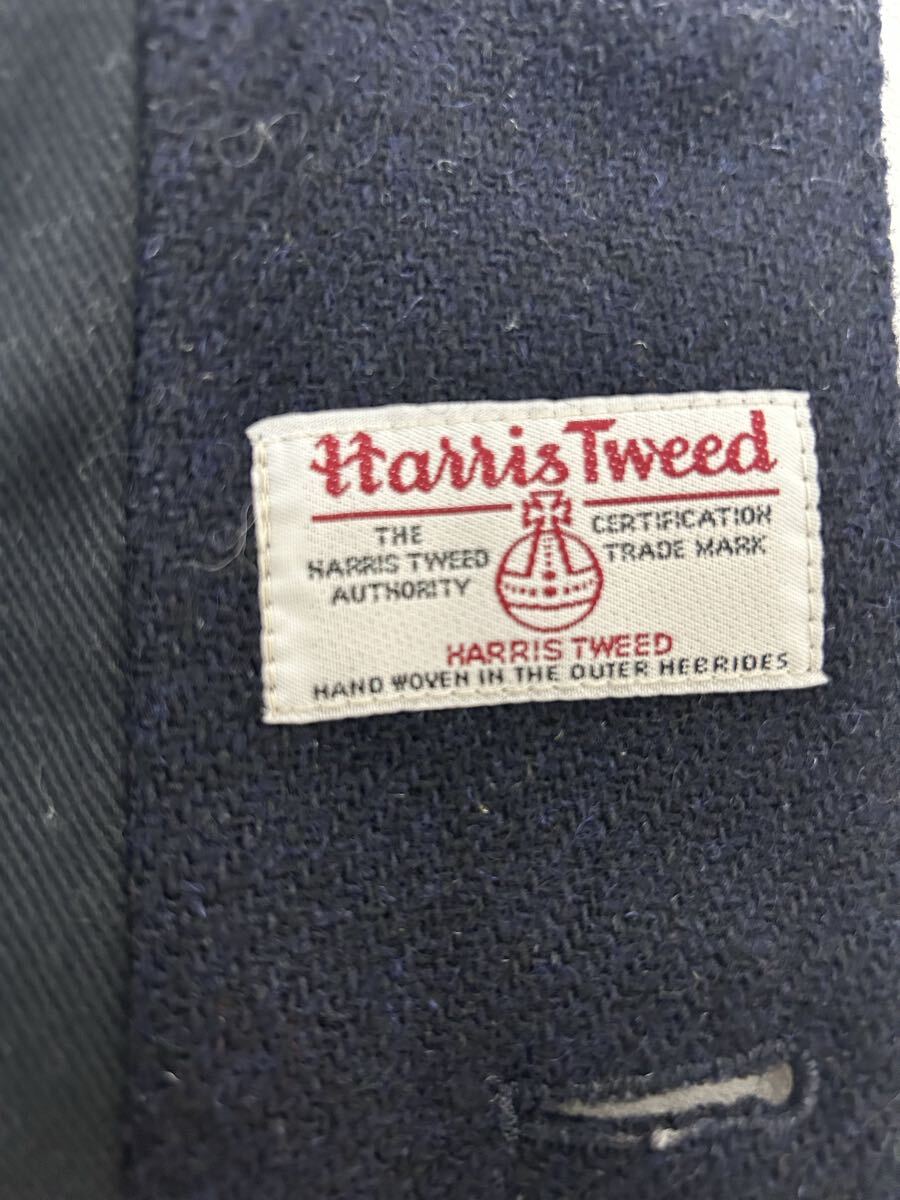 Harris Tweed
THE
HARRIS TWEED
AUTHORITY
CERTIFICATION
TRADE MARK
HARRIS TWEED
HAND WOVEN IN THE OUTER HEBRIDES